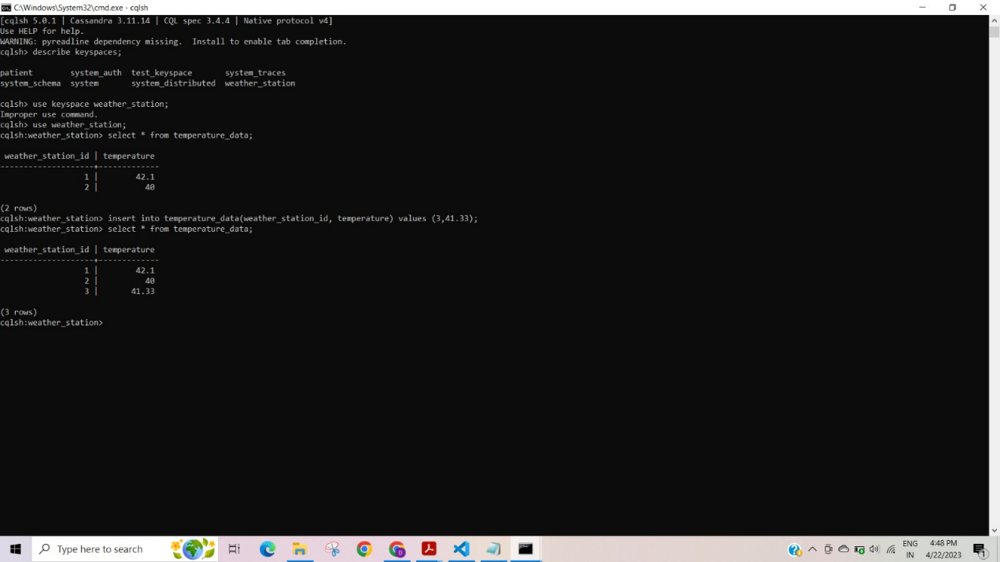 C:\Windows\System32\cmd.exe - cqlsh
[cqlsh 5.0.1 | Cassandra 3.11.14 | CQL spec 3.4.4 | Native protocol v4]
Use HELP for help.
WARNING: pyreadline dependency missing.  Install to enable tab completion.
cqlsh> describe keyspaces;
patient        system_auth  test_keyspace       system_traces
system_schema  system       system_distributed  weather_station
cqlsh> use keyspace weather_station;
Improper use command.
cqlsh> use weather_station;
cqlsh:weather_station> select * from temperature_data;
 weather_station_id | temperature
--------------------+-------------
                  1 |        42.1
                  2 |          40
(2 rows)
cqlsh:weather_station> insert into temperature_data(weather_station_id, temperature) values (3,41.33);
cqlsh:weather_station> select * from temperature_data;
 weather_station_id | temperature
--------------------+-------------
                  1 |        42.1
                  2 |          40
                  3 |       41.33
(3 rows)
cqlsh:weather_station>
Type here to search
ENG
IN
4:48 PM
4/22/2023